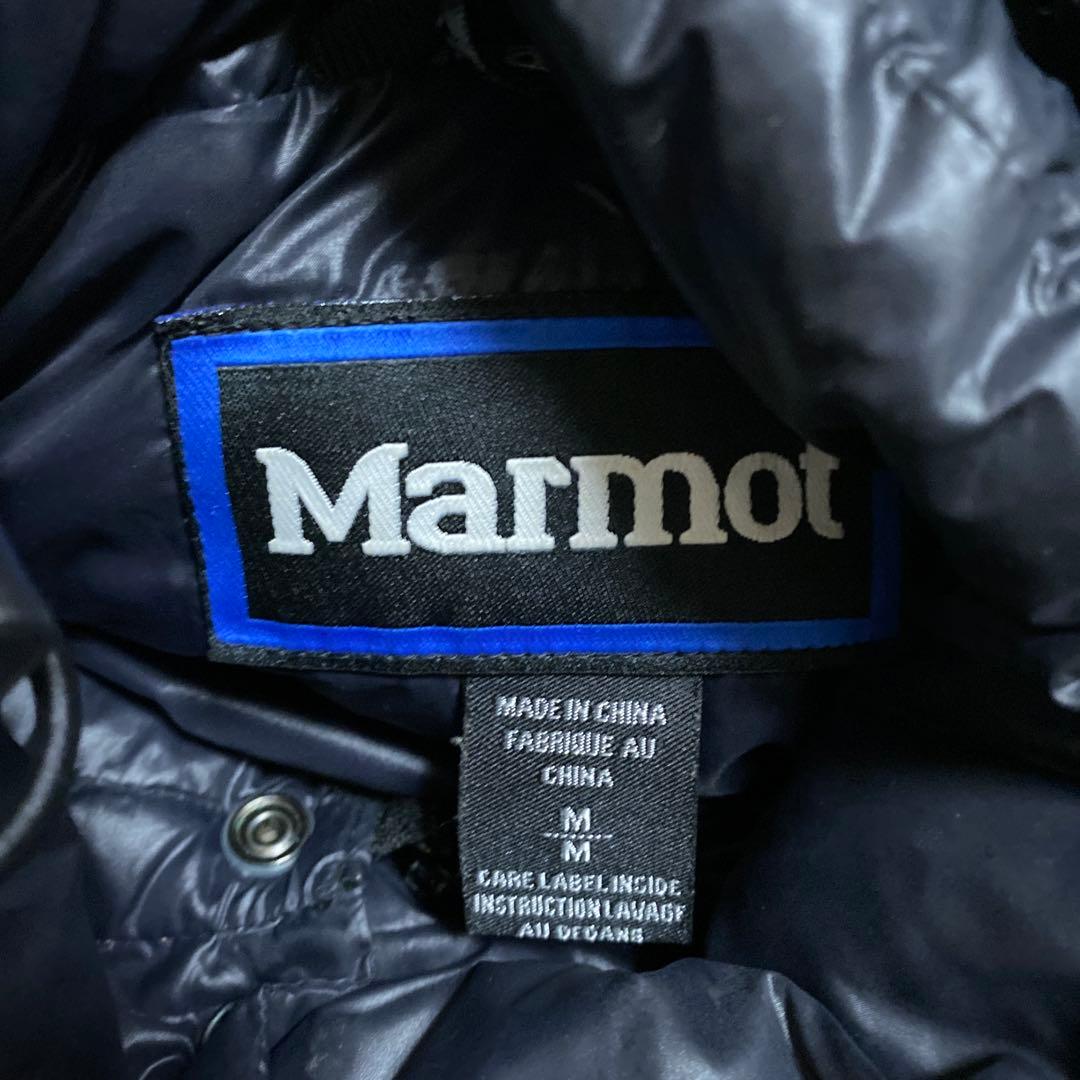 Marmot
MADE IN CHINA
FABRIQUE AU
CHINA
M
M
CARE LABEL INSIDE
INSTRUCTION LAVAGE
AU DEDANS